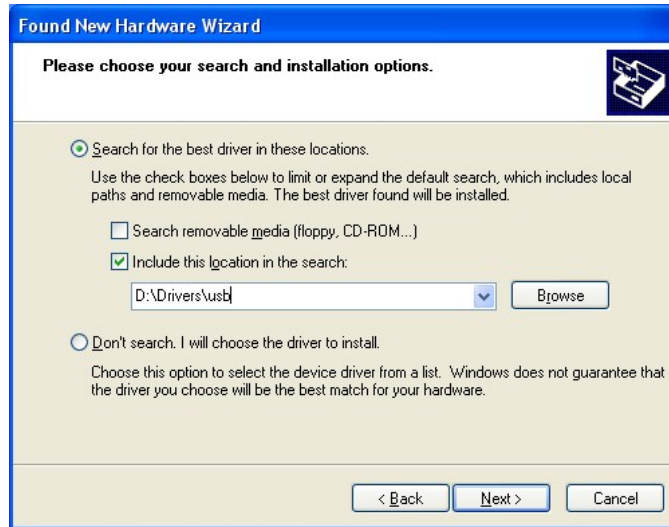 Found New Hardware Wizard
Please choose your search and installation options.
Search for the best driver in these locations.
Use the check boxes below to limit or expand the default search, which includes local
paths and removable media. The best driver found will be installed.
Search removable media (floppy, CD-ROM...)
Include this location in the search:
D:\Drivers\usb
Browse
Don't search. I will choose the driver to install.
Choose this option to select the device driver from a list. Windows does not guarantee that
the driver you choose will be the best match for your hardware.
< Back
Next >
Cancel